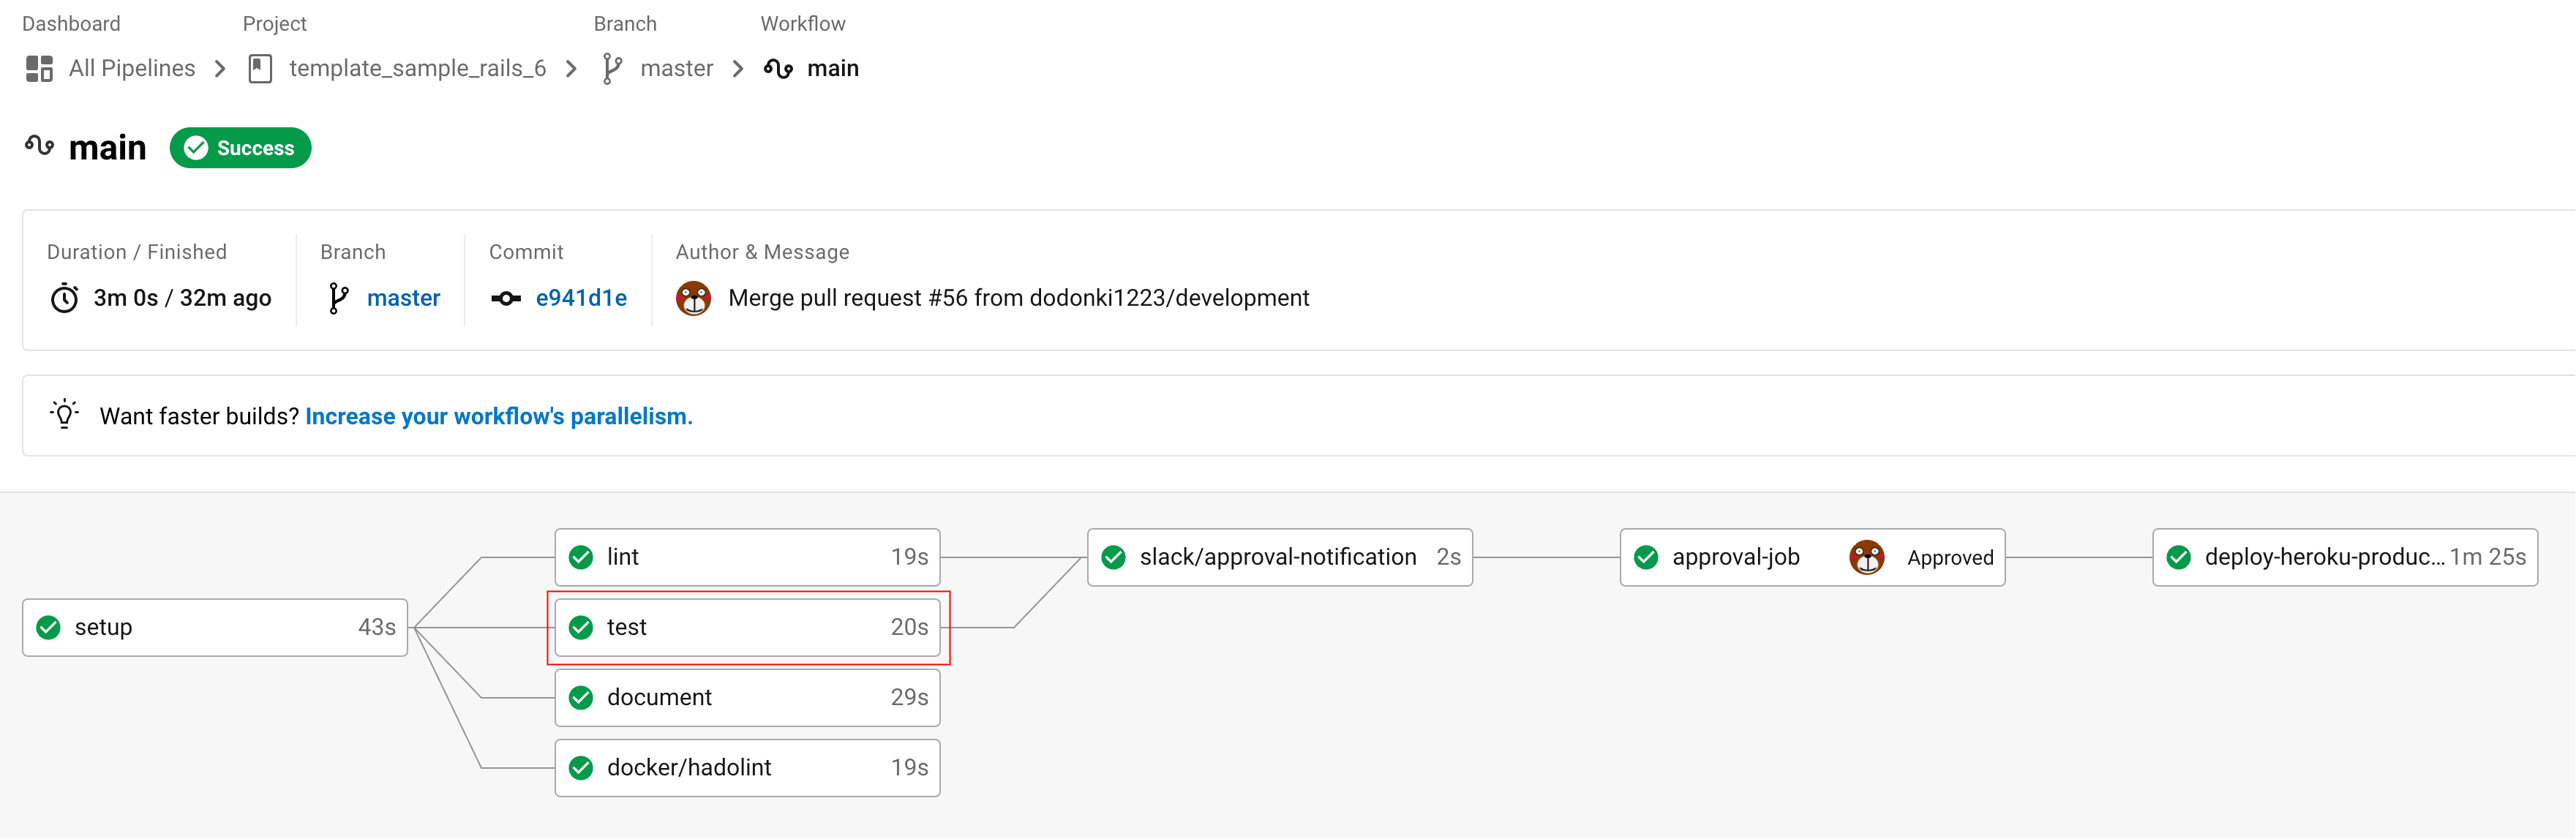 Dashboard Project Branch Workflow
All Pipelines template_sample_rails_6 master main
main Success
Duration / Finished Branch Commit Author & Message
3m 0s / 32m ago master e941d1e Merge pull request #56 from dodonki1223/development
Want faster builds? Increase your workflow's parallelism.
lint 19s slack/approval-notification 2s approval-job Approved deploy-heroku-produc... 1m 25s
setup 43s test 20s
document 29s
docker/hadolint 19s